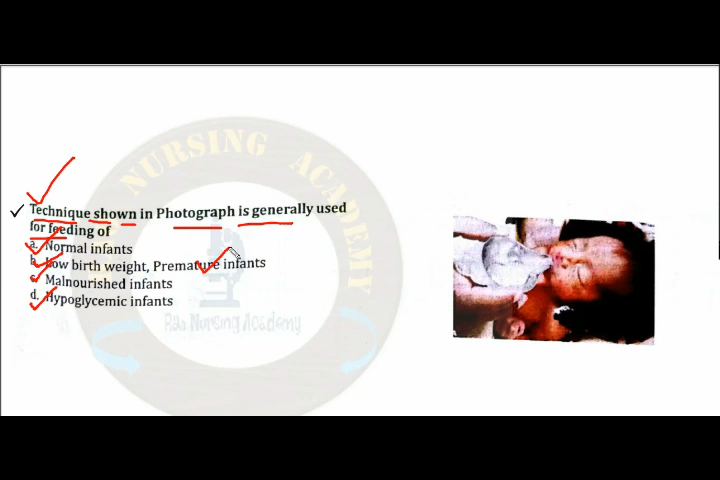 NURSING ACADEMY
Technique shown in Photograph is generally used
for feeding of
a. Normal infants
b. Low birth weight, Premature infants
c. Malnourished infants
d. Hypoglycemic infants
Rao Nursing Academy